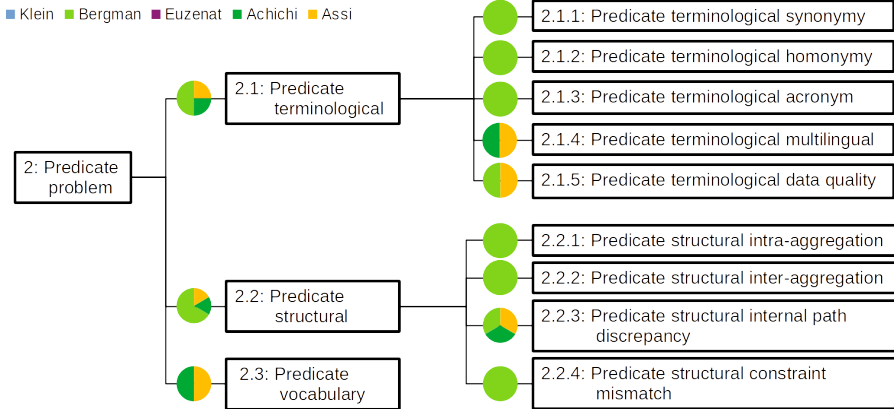 Klein Bergman Euzenat Achichi Assi
2: Predicate
problem
2.1: Predicate
terminological
2.1.1: Predicate terminological synonymy
2.1.2: Predicate terminological homonymy
2.1.3: Predicate terminological acronym
2.1.4: Predicate terminological multilingual
2.1.5: Predicate terminological data quality
2.2: Predicate
structural
2.2.1: Predicate structural intra-aggregation
2.2.2: Predicate structural inter-aggregation
2.2.3: Predicate structural internal path
discrepancy
2.2.4: Predicate structural constraint
mismatch
2.3: Predicate
vocabulary